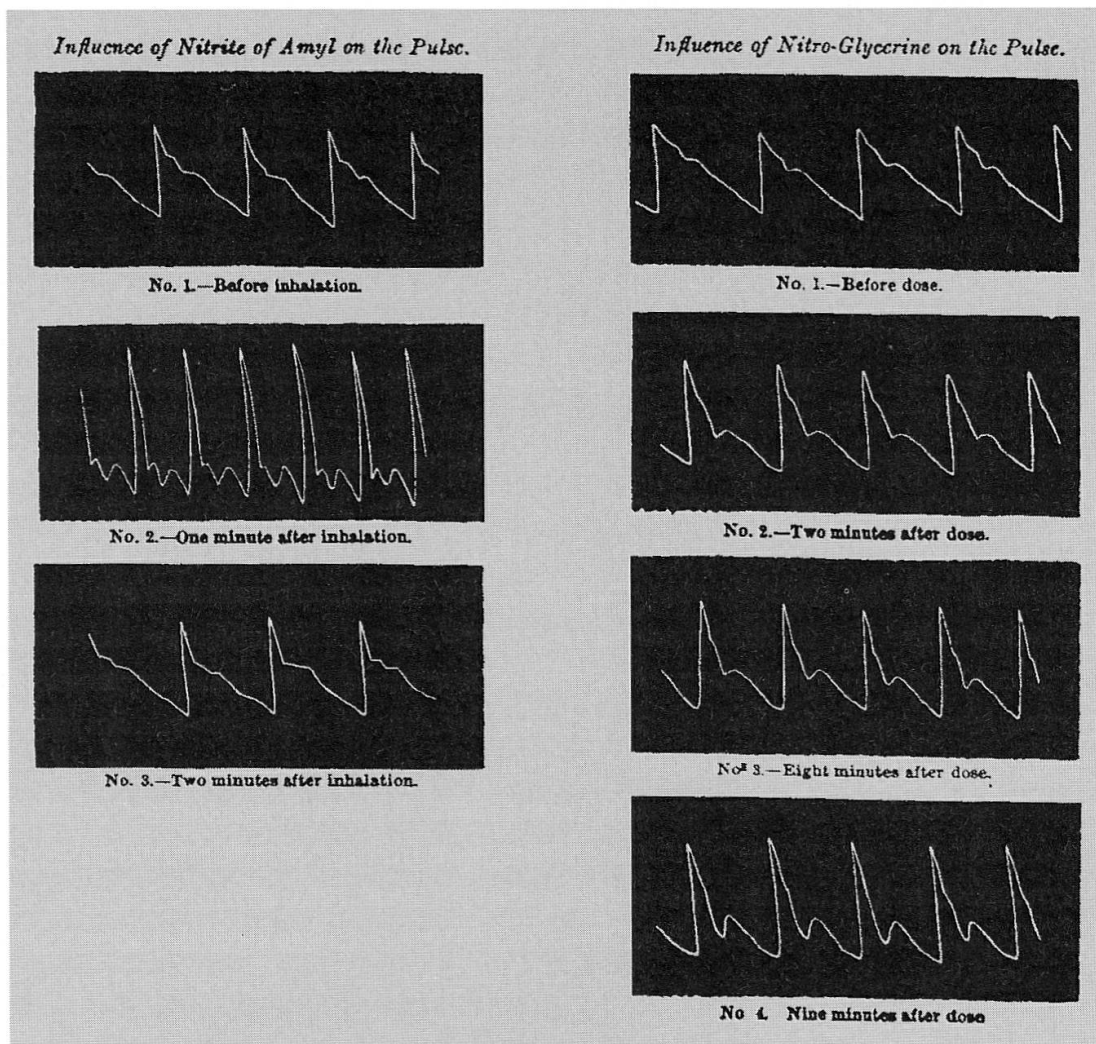 Influence of Nitrite of Amyl on the Pulse.
No. 1.—Before inhalation.
No. 2.—One minute after inhalation.
No. 3.—Two minutes after inhalation.
Influence of Nitro-Glycerine on the Pulse.
No. 1.—Before dose.
No. 2.—Two minutes after dose.
No. 3.—Eight minutes after dose.
No 4. Nine minutes after dose